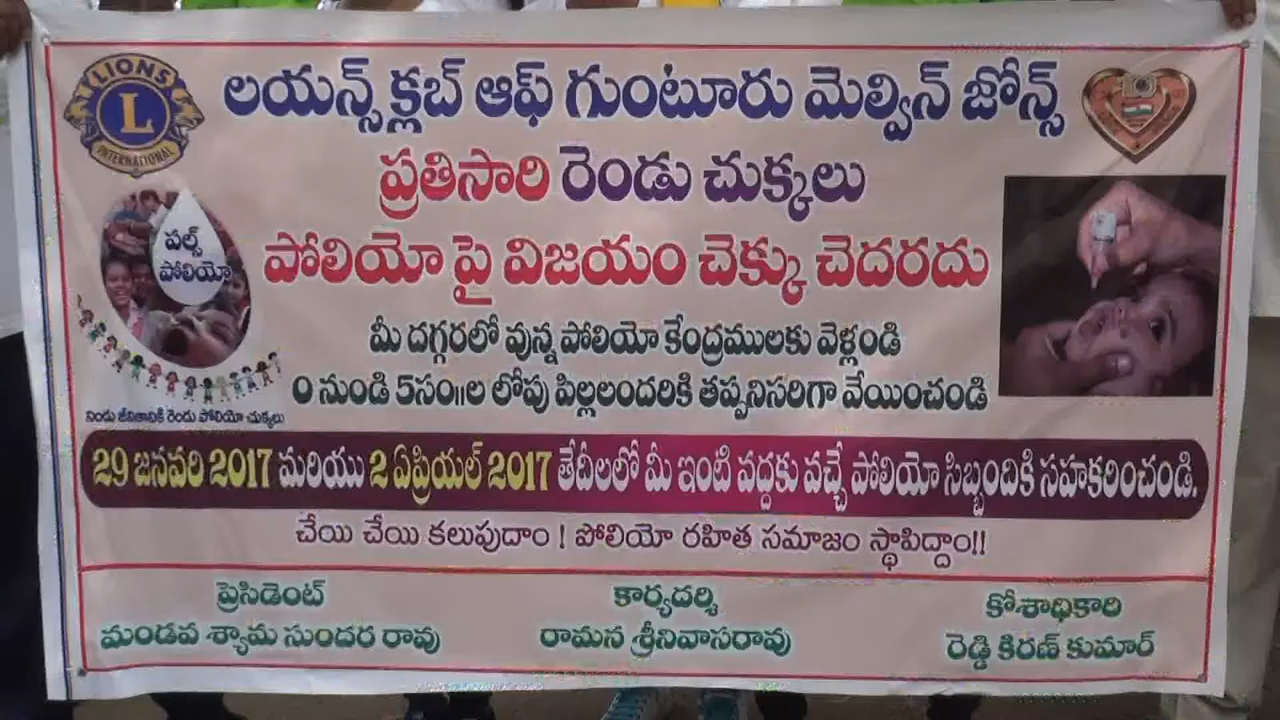 LIONS
L
INTERNATIONAL
లయన్స్ క్లబ్ ఆఫ్ గుంటూరు మెల్విన్ జోన్స్
ప్రతిసారి రెండు చుక్కలు
పల్స్
పోలియో
పోలియో పై విజయం చెక్కు చెదరదు
మీ దగ్గరలో వున్న పోలియో కేంద్రములకు వెళ్లండి
0 నుండి 5సం॥ల లోపు పిల్లలందరికి తప్పనిసరిగా వేయించండి
నిండు జీవితానికి రెండు పోలియో చుక్కలు
29 జనవరి 2017 మరియు 2 ఏప్రియల్ 2017 తేదీలలో మీ ఇంటి వద్దకు వచ్చే పోలియో సిబ్బందికి సహకరించండి.
చేయి చేయి కలుపుదాం ! పోలియో రహిత సమాజం స్థాపిద్దాం!!
ప్రెసిడెంట్ కార్యదర్శి కోశాధికారి
మండవ శ్యామ సుందర రావు రామన శ్రీనివాసరావు రెడ్డి కిరణ్ కుమార్